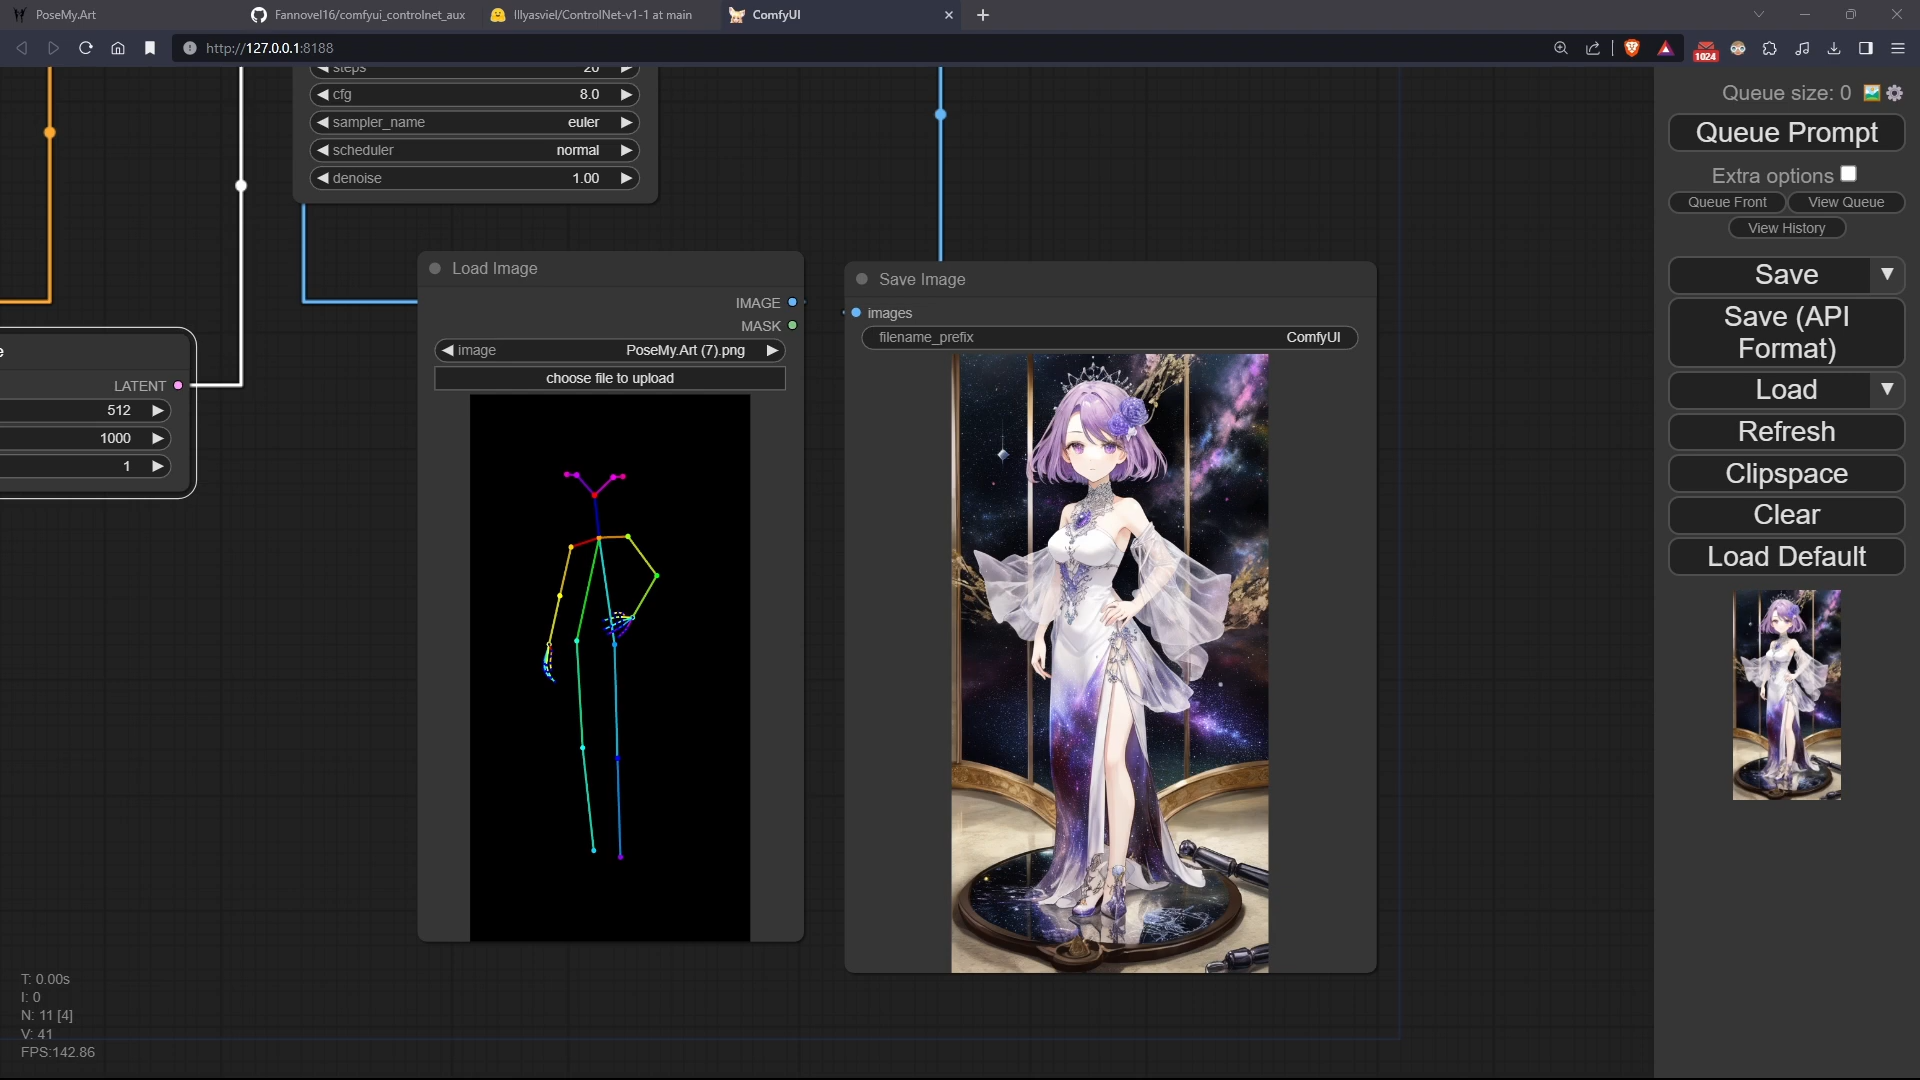 PoseMy.Art
Fannovel16/comfyui_controlnet_aux
lllyasviel/ControlNet-v1-1 at main
ComfyUI
http://127.0.0.1:8188
1024
steps 20
cfg 8.0
sampler_name euler
scheduler normal
denoise 1.00
Load Image
IMAGE
MASK
image PoseMy.Art (7).png
choose file to upload
Save Image
images
filename_prefix ComfyUI
e
LATENT
512
1000
1
Queue size: 0
Queue Prompt
Extra options
Queue Front
View Queue
View History
Save
Save (API
Format)
Load
Refresh
Clipspace
Clear
Load Default
T: 0.00s
I: 0
N: 11 [4]
V: 41
FPS:142.86